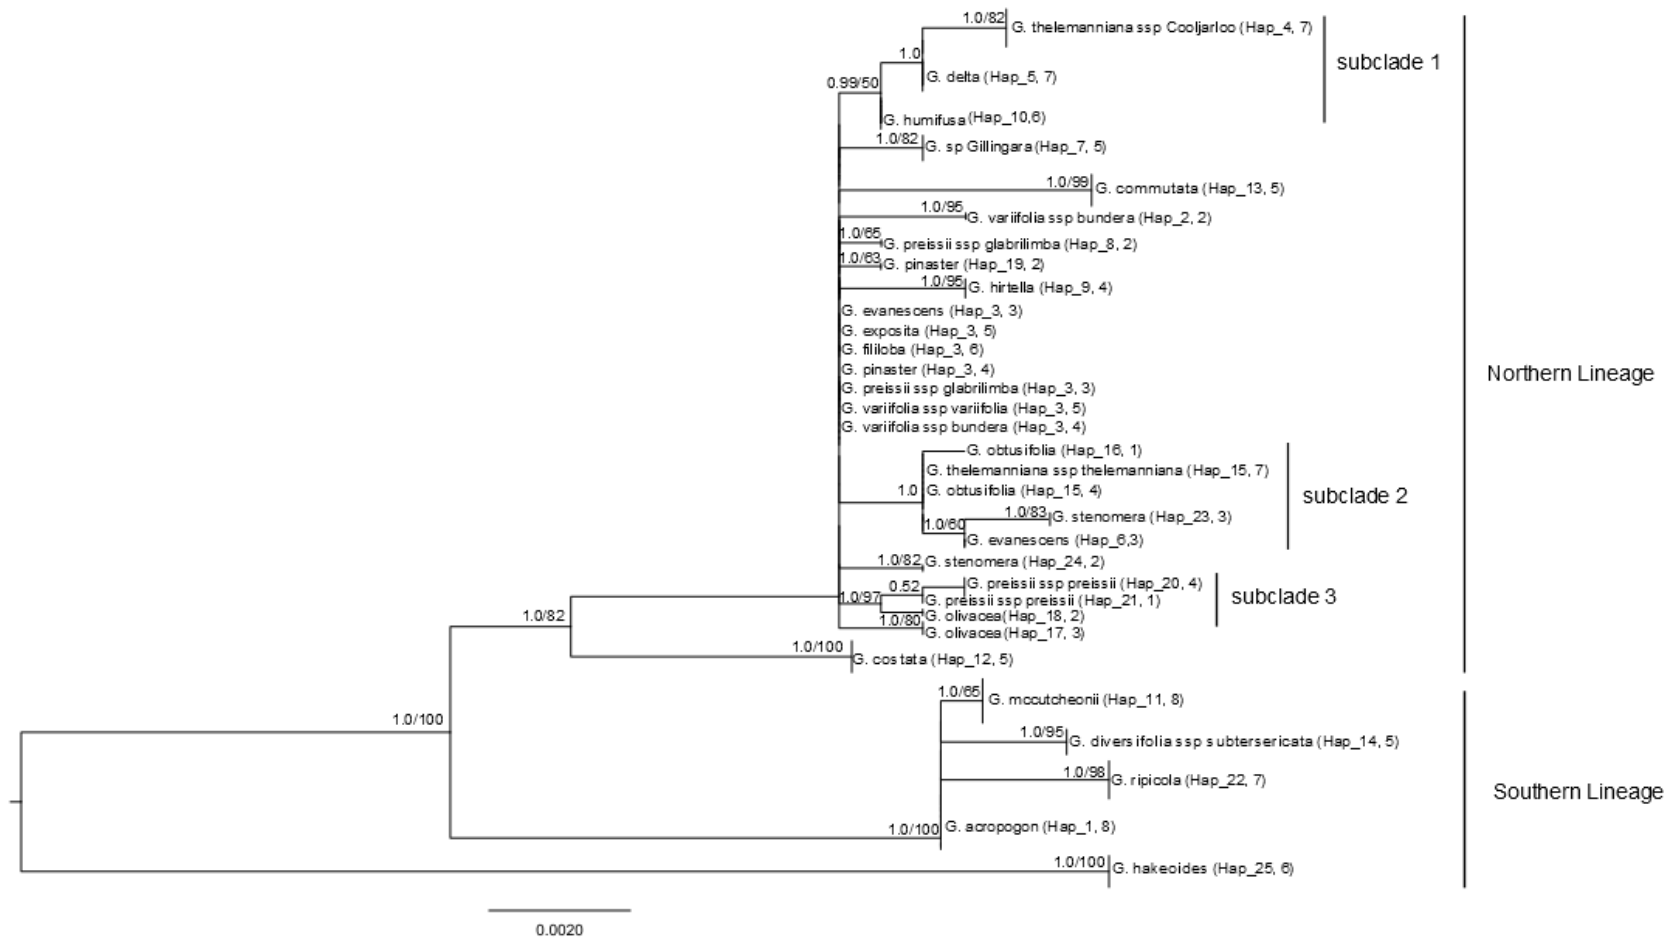 1.0/82
G. thelemanniana ssp Cooljarloo (Hap_4, 7)
1.0
G. delta (Hap_5, 7)
subclade 1
0.99/50
G. humifusa (Hap_10,6)
1.0/82
G. sp Gillingara (Hap_7, 5)
1.0/99
G. commutata (Hap_13, 5)
1.0/95
G. variifolia ssp bundera (Hap_2, 2)
1.0/65
G. preissii ssp glabrilimba (Hap_8, 2)
1.0/63
G. pinaster (Hap_19, 2)
1.0/95
G. hirtella (Hap_9, 4)
G. evanescens (Hap_3, 3)
G. exposita (Hap_3, 5)
G. fililoba (Hap_3, 6)
G. pinaster (Hap_3, 4)
Northern Lineage
G. preissii ssp glabrilimba (Hap_3, 3)
G. variifolia ssp variifolia (Hap_3, 5)
G. variifolia ssp bundera (Hap_3, 4)
G. obtusifolia (Hap_16, 1)
G. thelemanniana ssp thelemanniana (Hap_15, 7)
1.0
G. obtusifolia (Hap_15, 4)
subclade 2
1.0/83
G. stenomera (Hap_23, 3)
1.0/60
G. evanescens (Hap_6,3)
1.0/82
G. stenomera (Hap_24, 2)
0.52
G. preissii ssp preissii (Hap_20, 4)
1.0/97
G. preissii ssp preissii (Hap_21, 1)
subclade 3
G. olivacea(Hap_18, 2)
1.0/80
G. olivacea(Hap_17, 3)
1.0/82
1.0/100
G. costata (Hap_12, 5)
1.0/65
G. mccutcheonii (Hap_11, 8)
1.0/100
1.0/95
G. diversifolia ssp subtersericata (Hap_14, 5)
1.0/98
G. ripicola (Hap_22, 7)
Southern Lineage
1.0/100
G. acropogon (Hap_1, 8)
1.0/100
G. hakeoides (Hap_25, 6)
0.0020